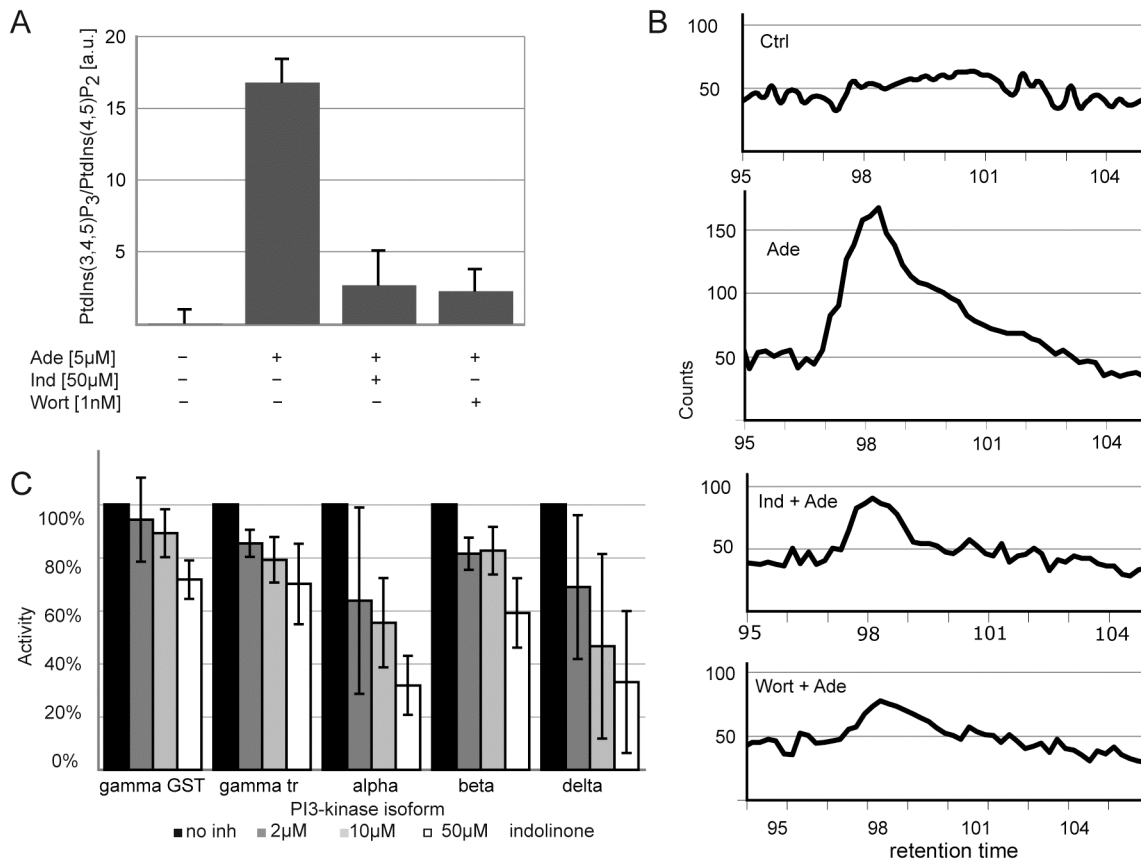 A
PtdIns(3,4,5)P3/PtdIns(4,5)P2 [a.u.]
20
15
10
5
Ade [5µM] – + + +
Ind [50µM] – – + –
Wort [1nM] – – – +
B
Ctrl
100
50
95 98 101 104
Ade
150
100
50
95 98 101 104
Counts
Ind + Ade
100
50
95 98 101 104
Wort + Ade
100
50
95 98 101 104
retention time
C
Activity
100%
80%
60%
40%
20%
0%
gamma GST gamma tr alpha beta delta
PI3-kinase isoform
no inh 2µM 10µM 50µM indolinone